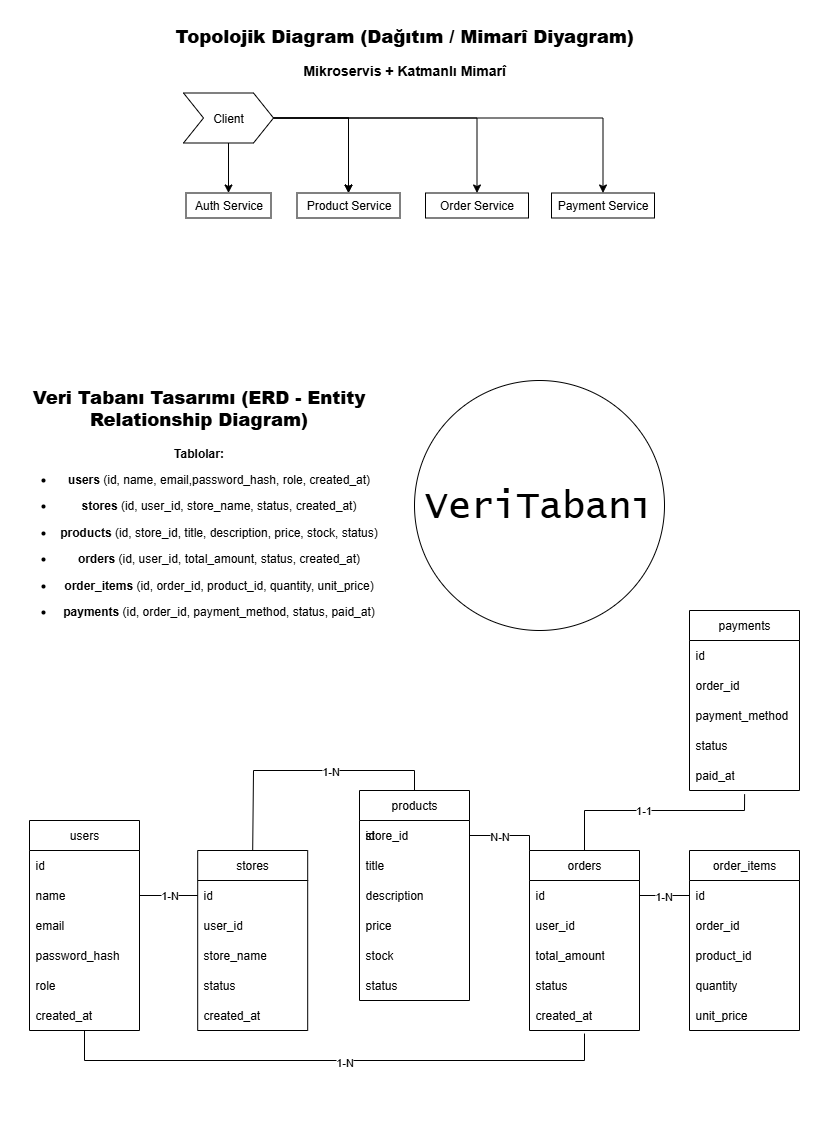 Topolojik Diagram (Dağıtım / Mimarî Diyagram)
Mikroservis + Katmanlı Mimarî
Client
Auth Service
Product Service
Order Service
Payment Service
Veri Tabanı Tasarımı (ERD - Entity
Relationship Diagram)
Tablolar:
users (id, name, email,password_hash, role, created_at)
stores (id, user_id, store_name, status, created_at)
products (id, store_id, title, description, price, stock, status)
orders (id, user_id, total_amount, status, created_at)
order_items (id, order_id, product_id, quantity, unit_price)
payments (id, order_id, payment_method, status, paid_at)
VeriTabanı
payments
id
order_id
payment_method
status
paid_at
1-N
1-1
products
id
store_id
title
description
price
stock
status
N-N
users
id
name
email
password_hash
role
created_at
1-N
stores
id
user_id
store_name
status
created_at
orders
id
user_id
total_amount
status
created_at
1-N
order_items
id
order_id
product_id
quantity
unit_price
1-N